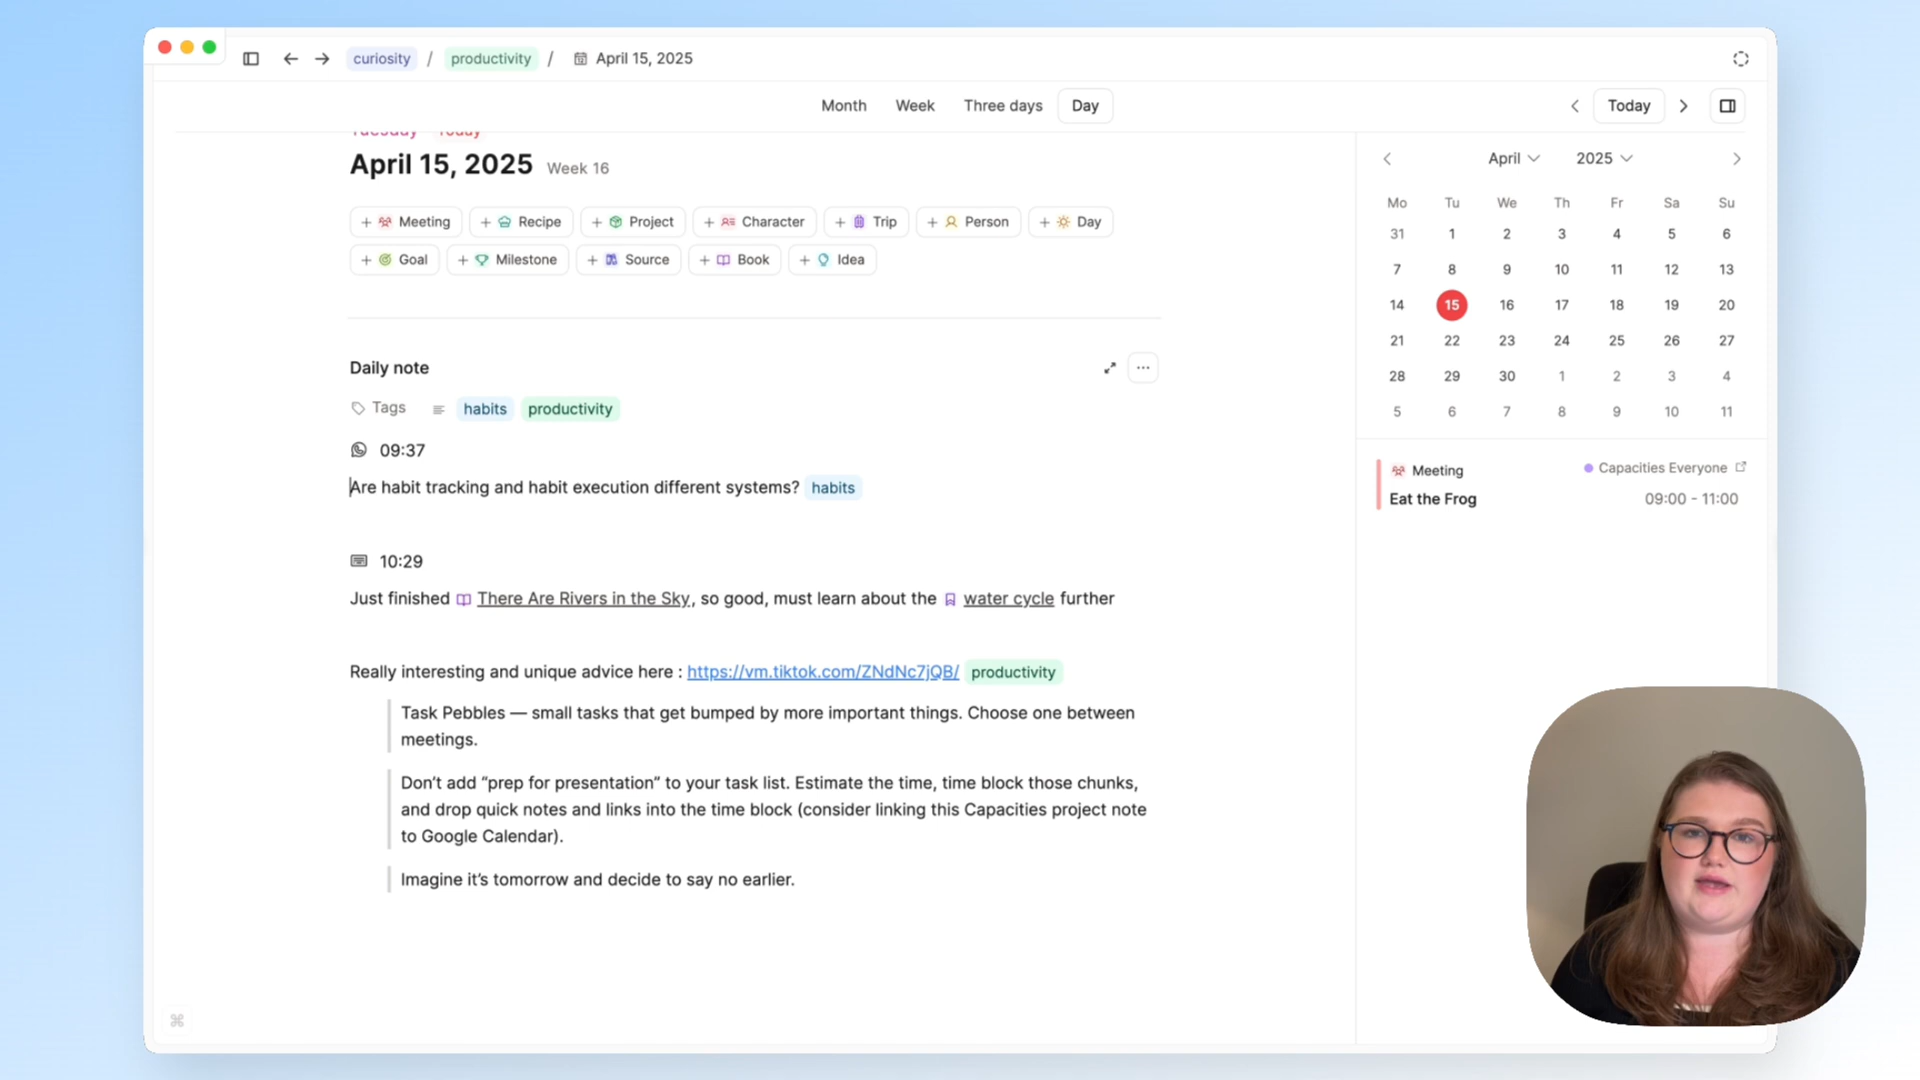 curiosity / productivity / April 15, 2025
Month Week Three days Day Today
Tuesday Today
April 15, 2025 Week 16
+ Meeting + Recipe + Project + Character + Trip + Person + Day
+ Goal + Milestone + Source + Book + Idea
Daily note
Tags habits productivity
09:37
Are habit tracking and habit execution different systems? habits
10:29
Just finished There Are Rivers in the Sky, so good, must learn about the water cycle further
Really interesting and unique advice here : https://vm.tiktok.com/ZNdNc7jQB/ productivity
Task Pebbles — small tasks that get bumped by more important things. Choose one between
meetings.
Don’t add “prep for presentation” to your task list. Estimate the time, time block those chunks,
and drop quick notes and links into the time block (consider linking this Capacities project note
to Google Calendar).
Imagine it’s tomorrow and decide to say no earlier.
April 2025
Mo Tu We Th Fr Sa Su
31 1 2 3 4 5 6
7 8 9 10 11 12 13
14 15 16 17 18 19 20
21 22 23 24 25 26 27
28 29 30 1 2 3 4
5 6 7 8 9 10 11
Meeting Capacities Everyone
Eat the Frog 09:00 - 11:00